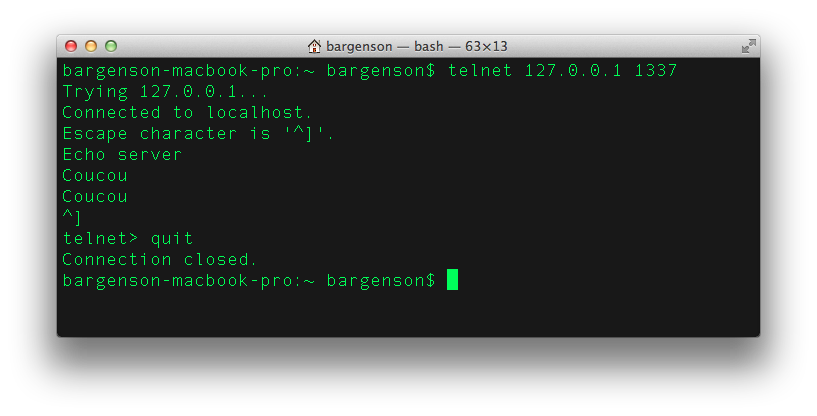 bargenson — bash — 63×13
bargenson-macbook-pro:~ bargenson$ telnet 127.0.0.1 1337
Trying 127.0.0.1...
Connected to localhost.
Escape character is '^]'.
Echo server
Coucou
Coucou
^]
telnet> quit
Connection closed.
bargenson-macbook-pro:~ bargenson$